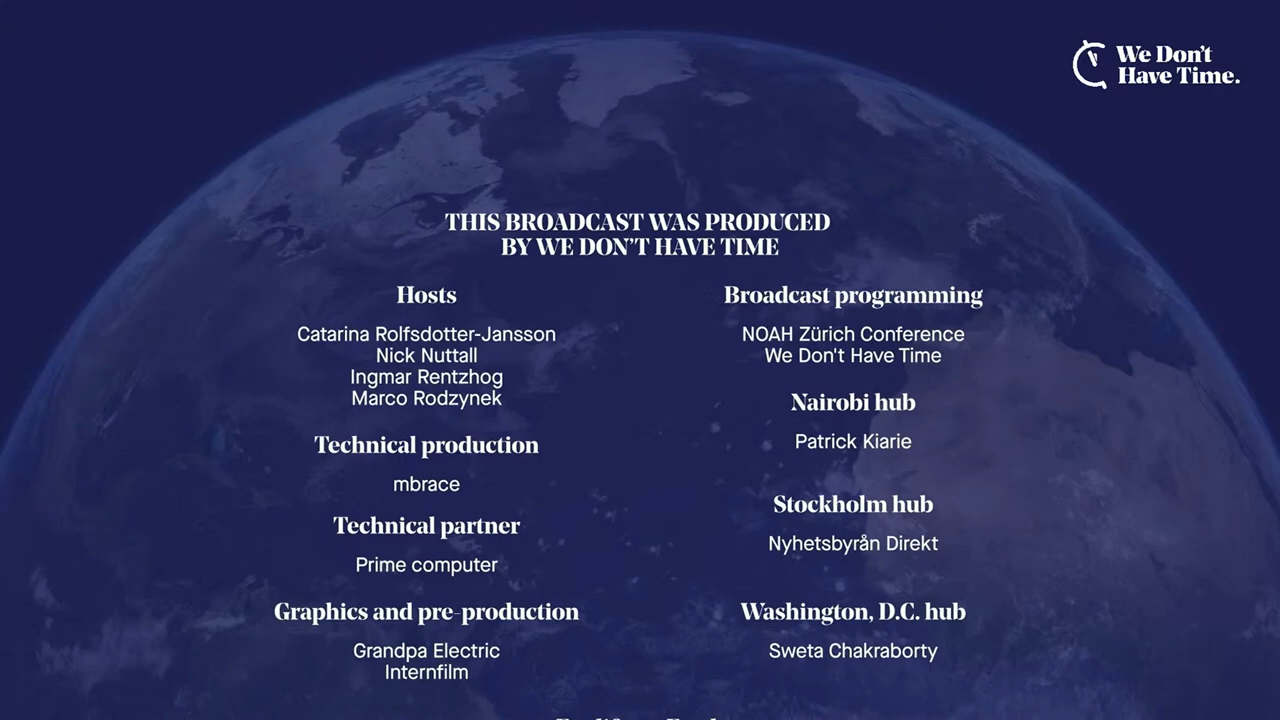 We Don't
Have Time.
THIS BROADCAST WAS PRODUCED
BY WE DON'T HAVE TIME
Hosts
Catarina Rolfsdotter-Jansson
Nick Nuttall
Ingmar Rentzhog
Marco Rodzynek
Technical production
mbrace
Technical partner
Prime computer
Graphics and pre-production
Grandpa Electric
Internfilm
Broadcast programming
NOAH Zürich Conference
We Don't Have Time
Nairobi hub
Patrick Kiarie
Stockholm hub
Nyhetsbyrån Direkt
Washington, D.C. hub
Sweta Chakraborty